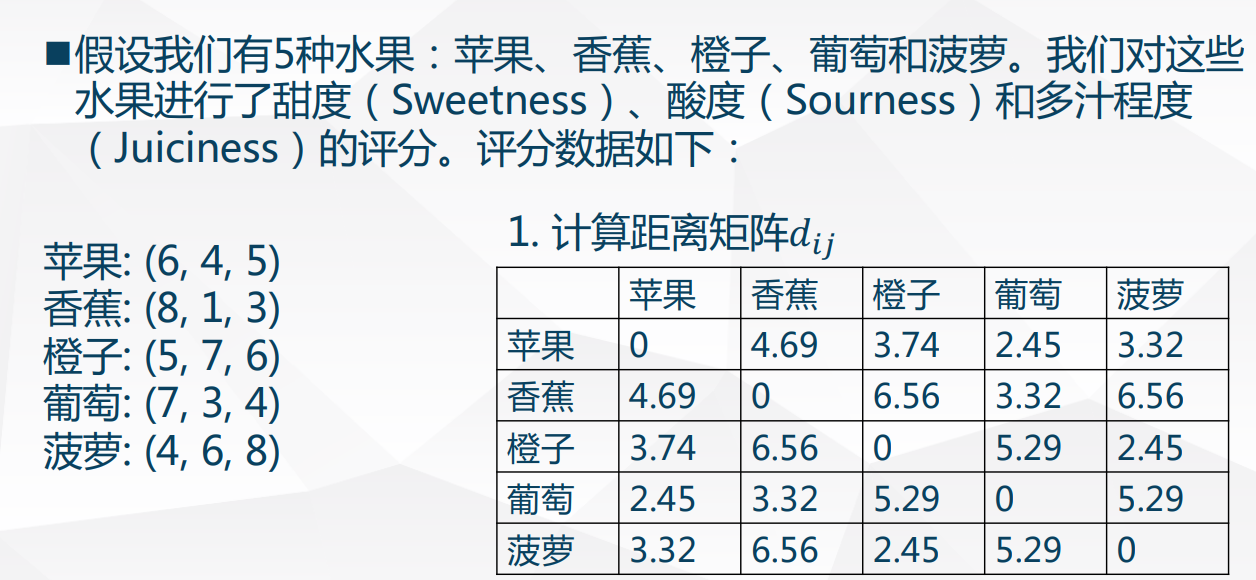 ■假设我们有5种水果：苹果、香蕉、橙子、葡萄和菠萝。我们对这些
水果进行了甜度（Sweetness）、酸度（Sourness）和多汁程度
（Juiciness）的评分。评分数据如下：
苹果: (6, 4, 5)
香蕉: (8, 1, 3)
橙子: (5, 7, 6)
葡萄: (7, 3, 4)
菠萝: (4, 6, 8)
1. 计算距离矩阵d_{ij}
苹果 香蕉 橙子 葡萄 菠萝
苹果 0 4.69 3.74 2.45 3.32
香蕉 4.69 0 6.56 3.32 6.56
橙子 3.74 6.56 0 5.29 2.45
葡萄 2.45 3.32 5.29 0 5.29
菠萝 3.32 6.56 2.45 5.29 0